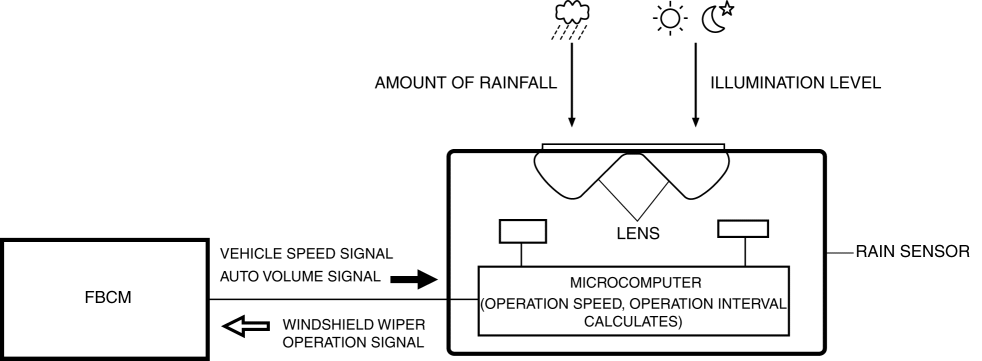 AMOUNT OF RAINFALL
ILLUMINATION LEVEL
LENS
RAIN SENSOR
VEHICLE SPEED SIGNAL
AUTO VOLUME SIGNAL
FBCM
MICROCOMPUTER
(OPERATION SPEED, OPERATION INTERVAL
CALCULATES)
WINDSHIELD WIPER
OPERATION SIGNAL